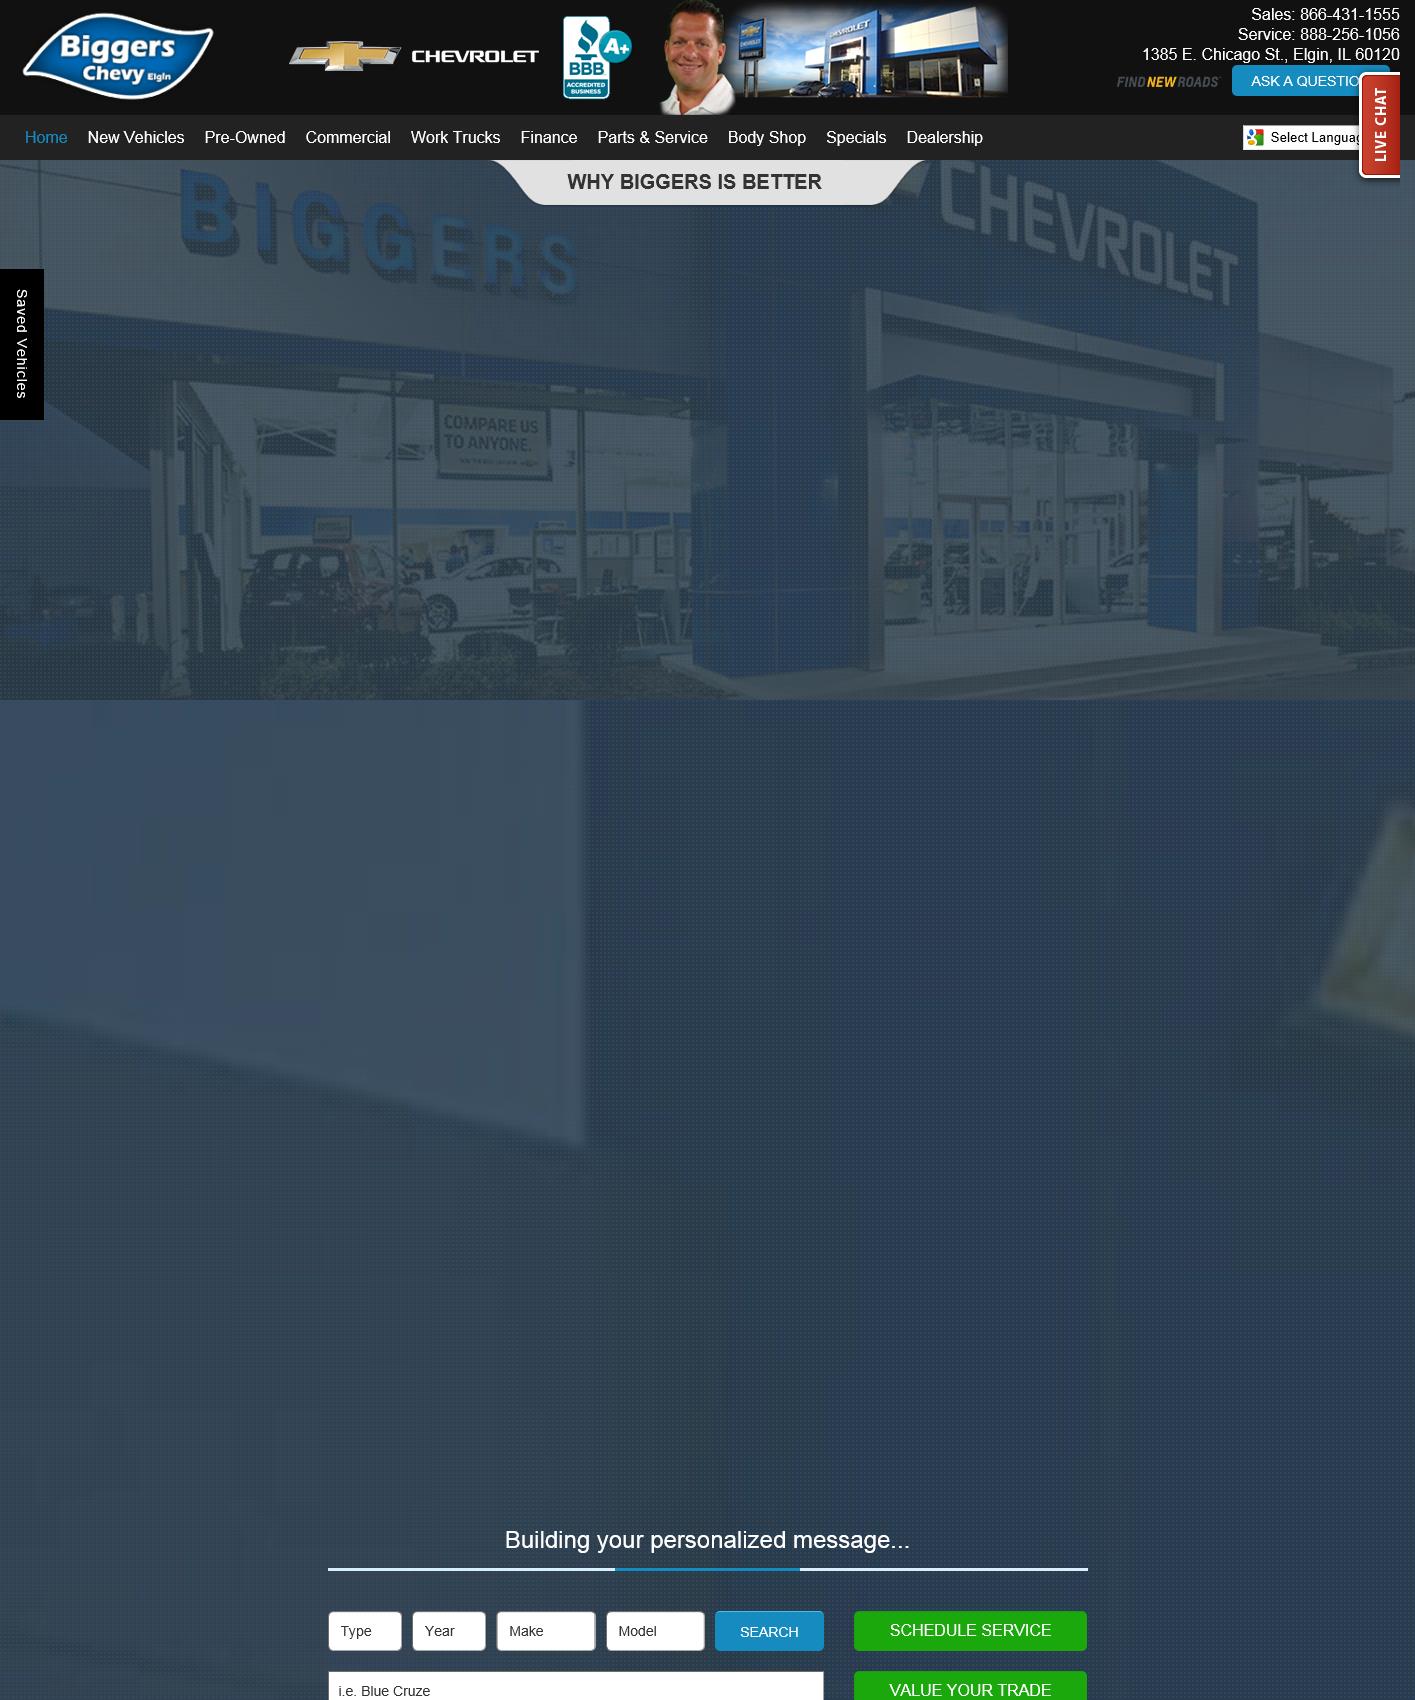 Biggers
Chevy Elgin
CHEVROLET
A+
BBB
ACCREDITED
BUSINESS
CHEVROLET
Sales: 866-431-1555
Service: 888-256-1056
1385 E. Chicago St., Elgin, IL 60120
FIND NEW ROADS
ASK A QUESTIO
LIVE CHAT
Home New Vehicles Pre-Owned Commercial Work Trucks Finance Parts & Service Body Shop Specials Dealership
Select Languag
WHY BIGGERS IS BETTER
BIGGERS
CHEVROLET
Saved Vehicles
COMPARE US
TO ANYONE.
Building your personalized message...
Type Year Make Model SEARCH SCHEDULE SERVICE
i.e. Blue Cruze VALUE YOUR TRADE